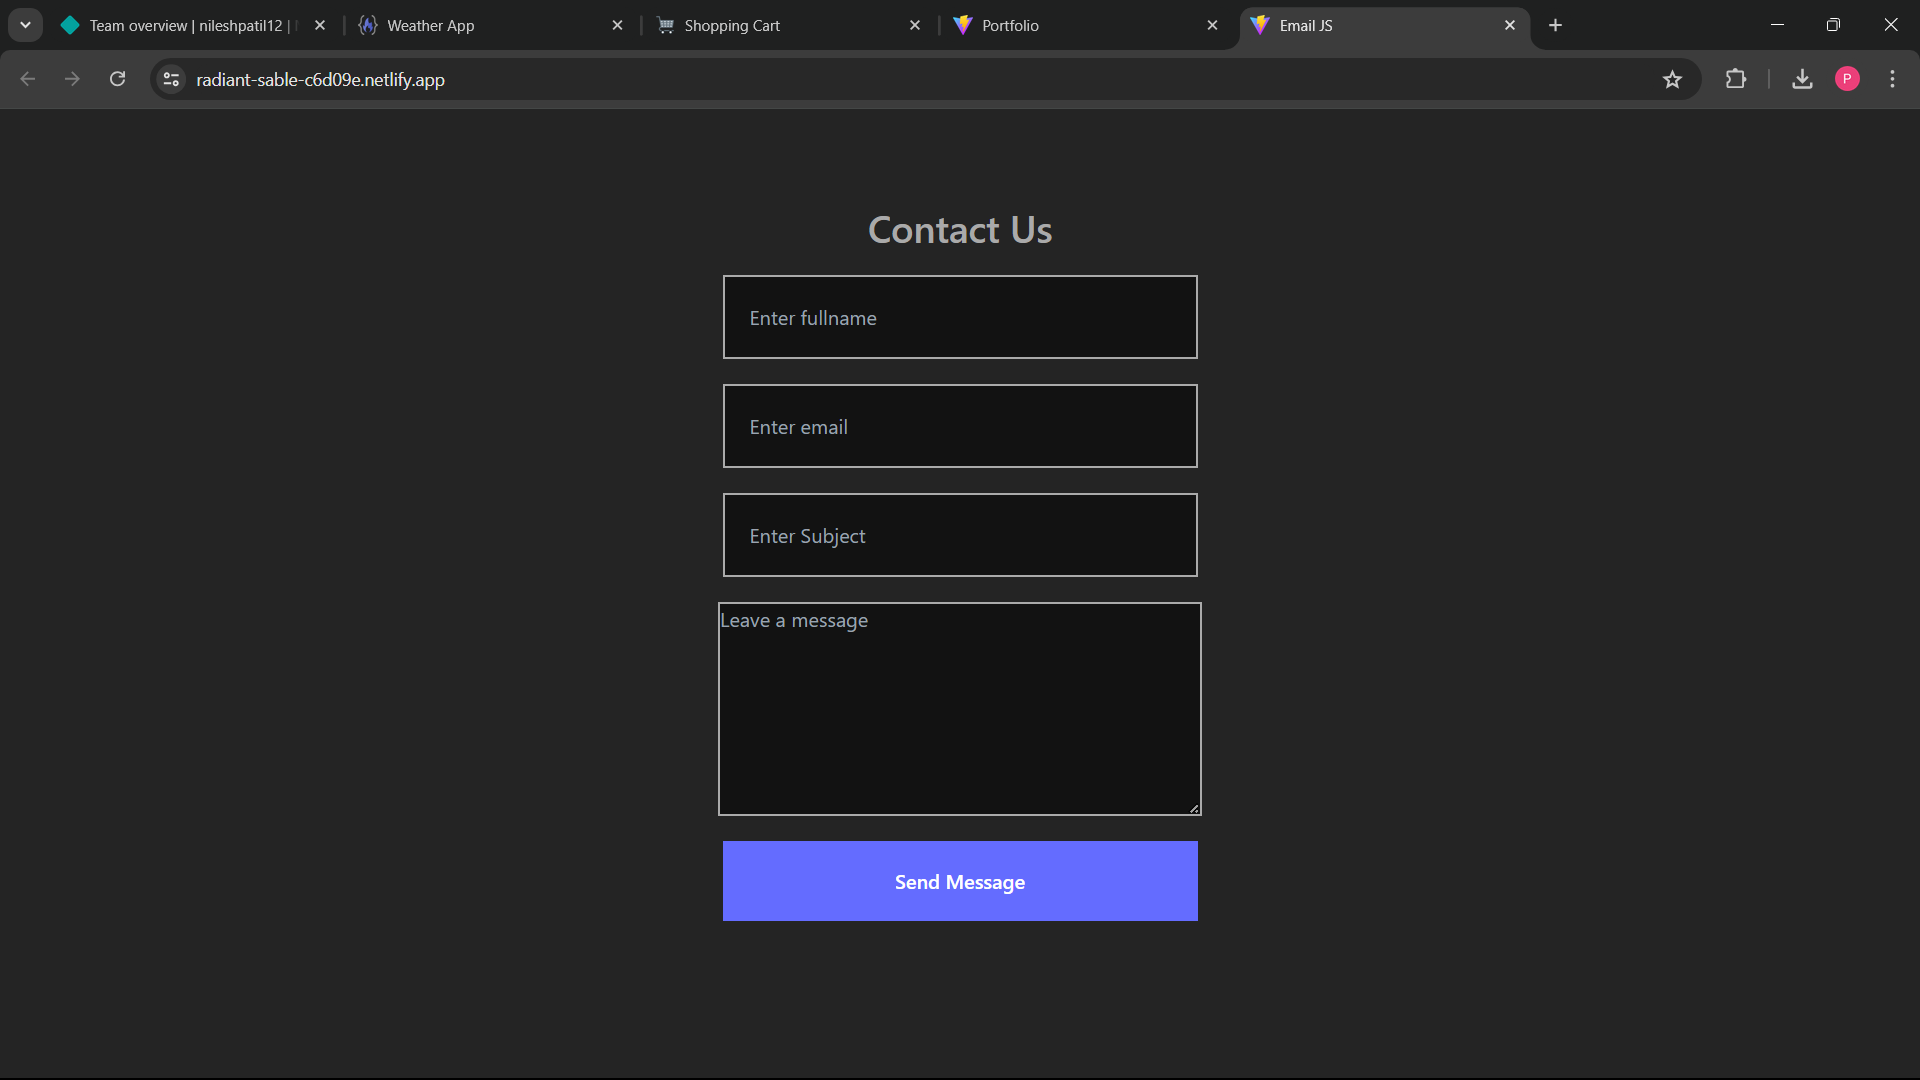 Team overview | nileshpatil12 |
Weather App
Shopping Cart
Portfolio
Email JS
radiant-sable-c6d09e.netlify.app
P
Contact Us
Enter fullname
Enter email
Enter Subject
Leave a message
Send Message